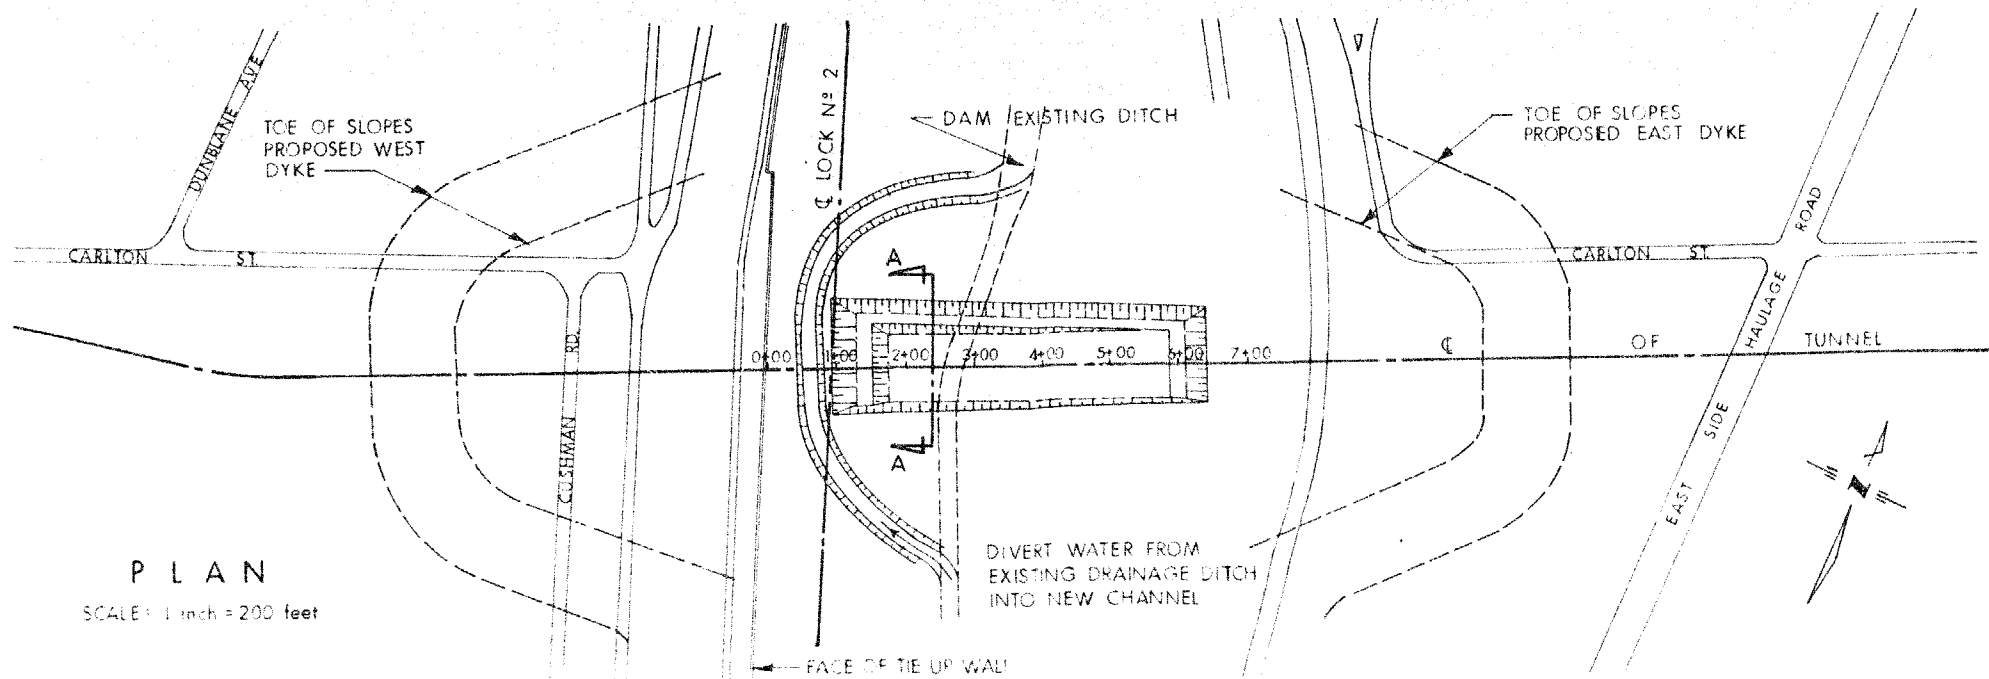 DUNBLANE AVE.
TOE OF SLOPES
PROPOSED WEST
DYKE
℄ LOCK Nº 2
DAM EXISTING DITCH
TOE OF SLOPES
PROPOSED EAST DYKE
CARLTON ST.
CARLTON ST.
EAST SIDE HAULAGE ROAD
A
0+00 1+00 2+00 3+00 4+00 5+00 6+00 7+00
℄ OF TUNNEL
CUSHMAN RD.
A
N
DIVERT WATER FROM
EXISTING DRAINAGE DITCH
INTO NEW CHANNEL
PLAN
SCALE: 1 inch = 200 feet
FACE OF TIE UP WALL